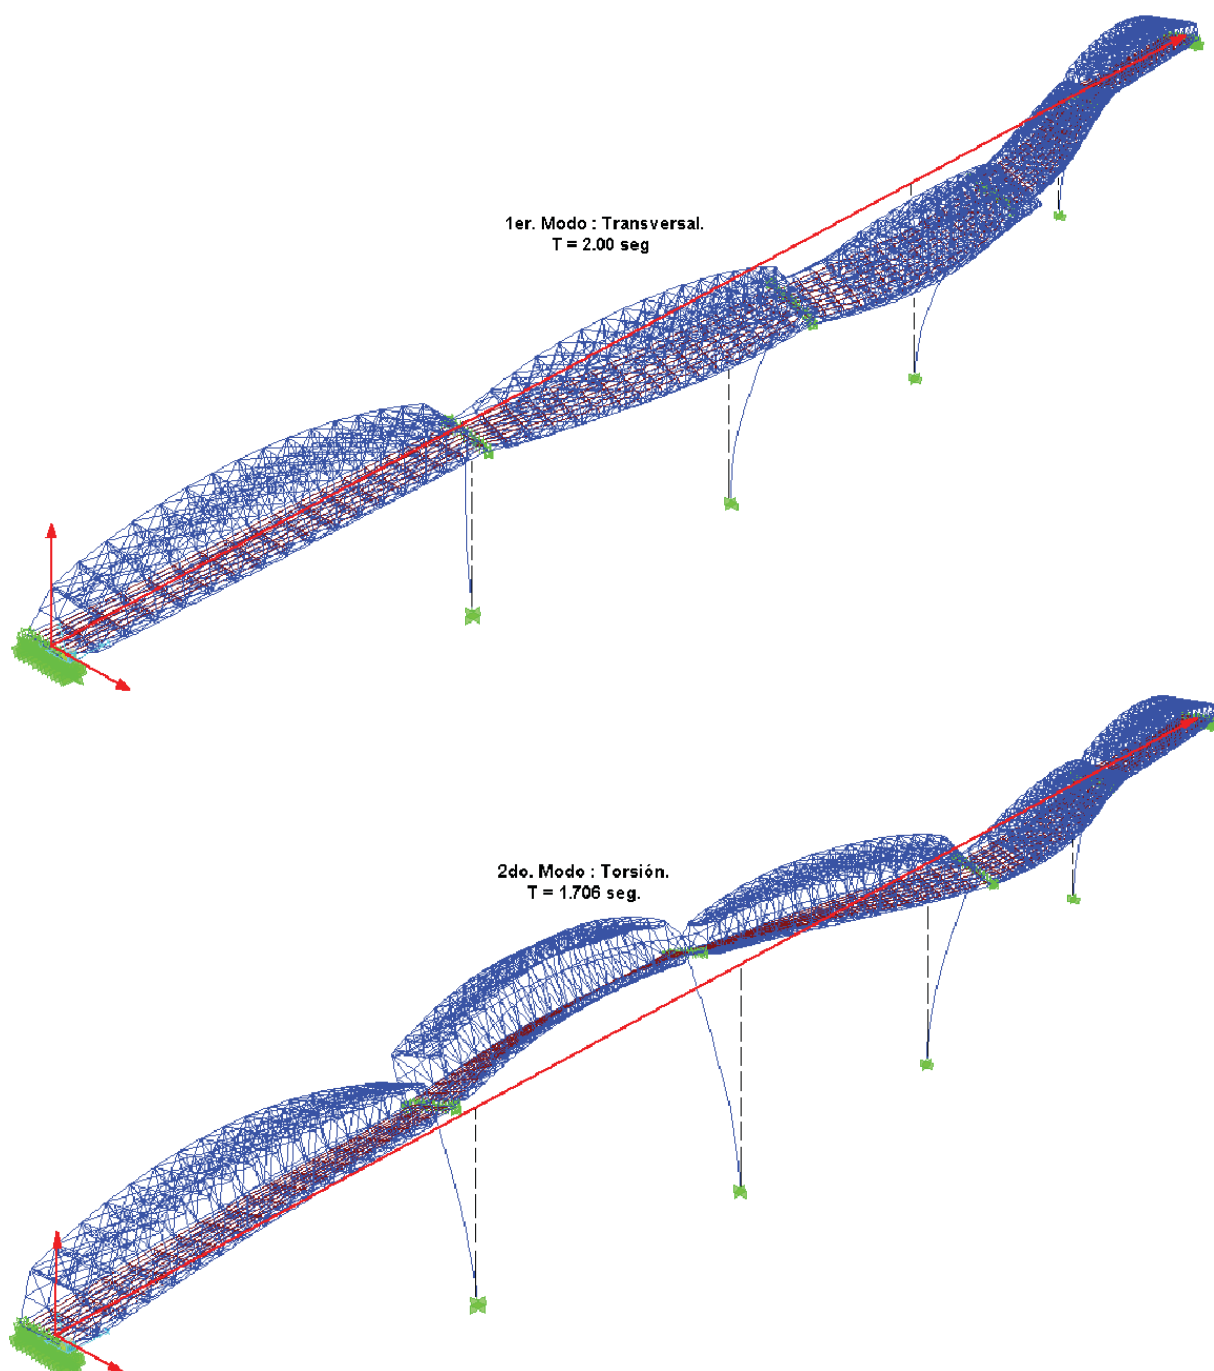 1er. Modo : Transversal.
T = 2.00 seg
2do. Modo : Torsión.
T = 1.706 seg.